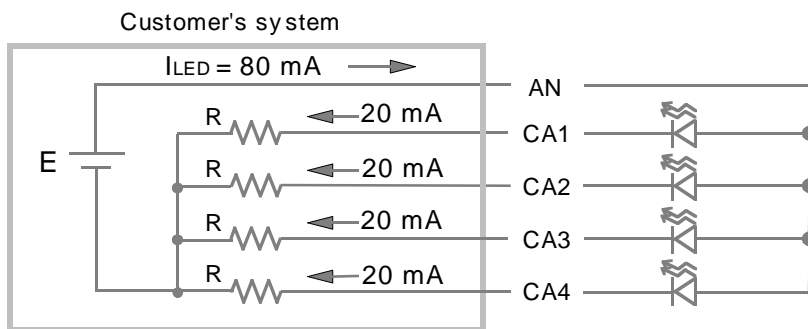 Customer's system
ILED = 80 mA
AN
R
20 mA
CA1
E
R
20 mA
CA2
R
20 mA
CA3
R
20 mA
CA4